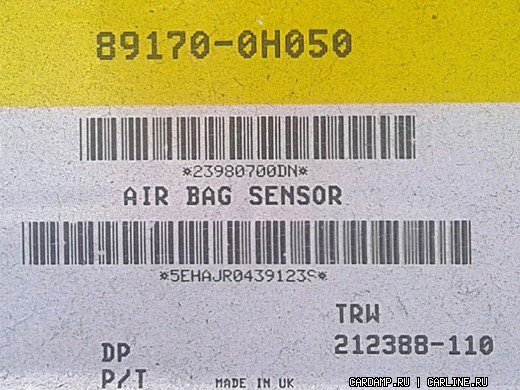 89170-0H050
*23980700DN*
AIR BAG SENSOR
*5EHAJR0439123S*
TRW
212388-110
DP
P/T
MADE IN UK
CARDAMP.RU | CARLINE.RU